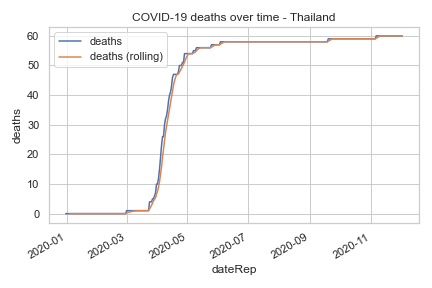 COVID-19 deaths over time - Thailand
deaths
deaths (rolling)
60
50
40
30
20
10
0
deaths
2020-01
2020-03
2020-05
2020-07
2020-09
2020-11
dateRep